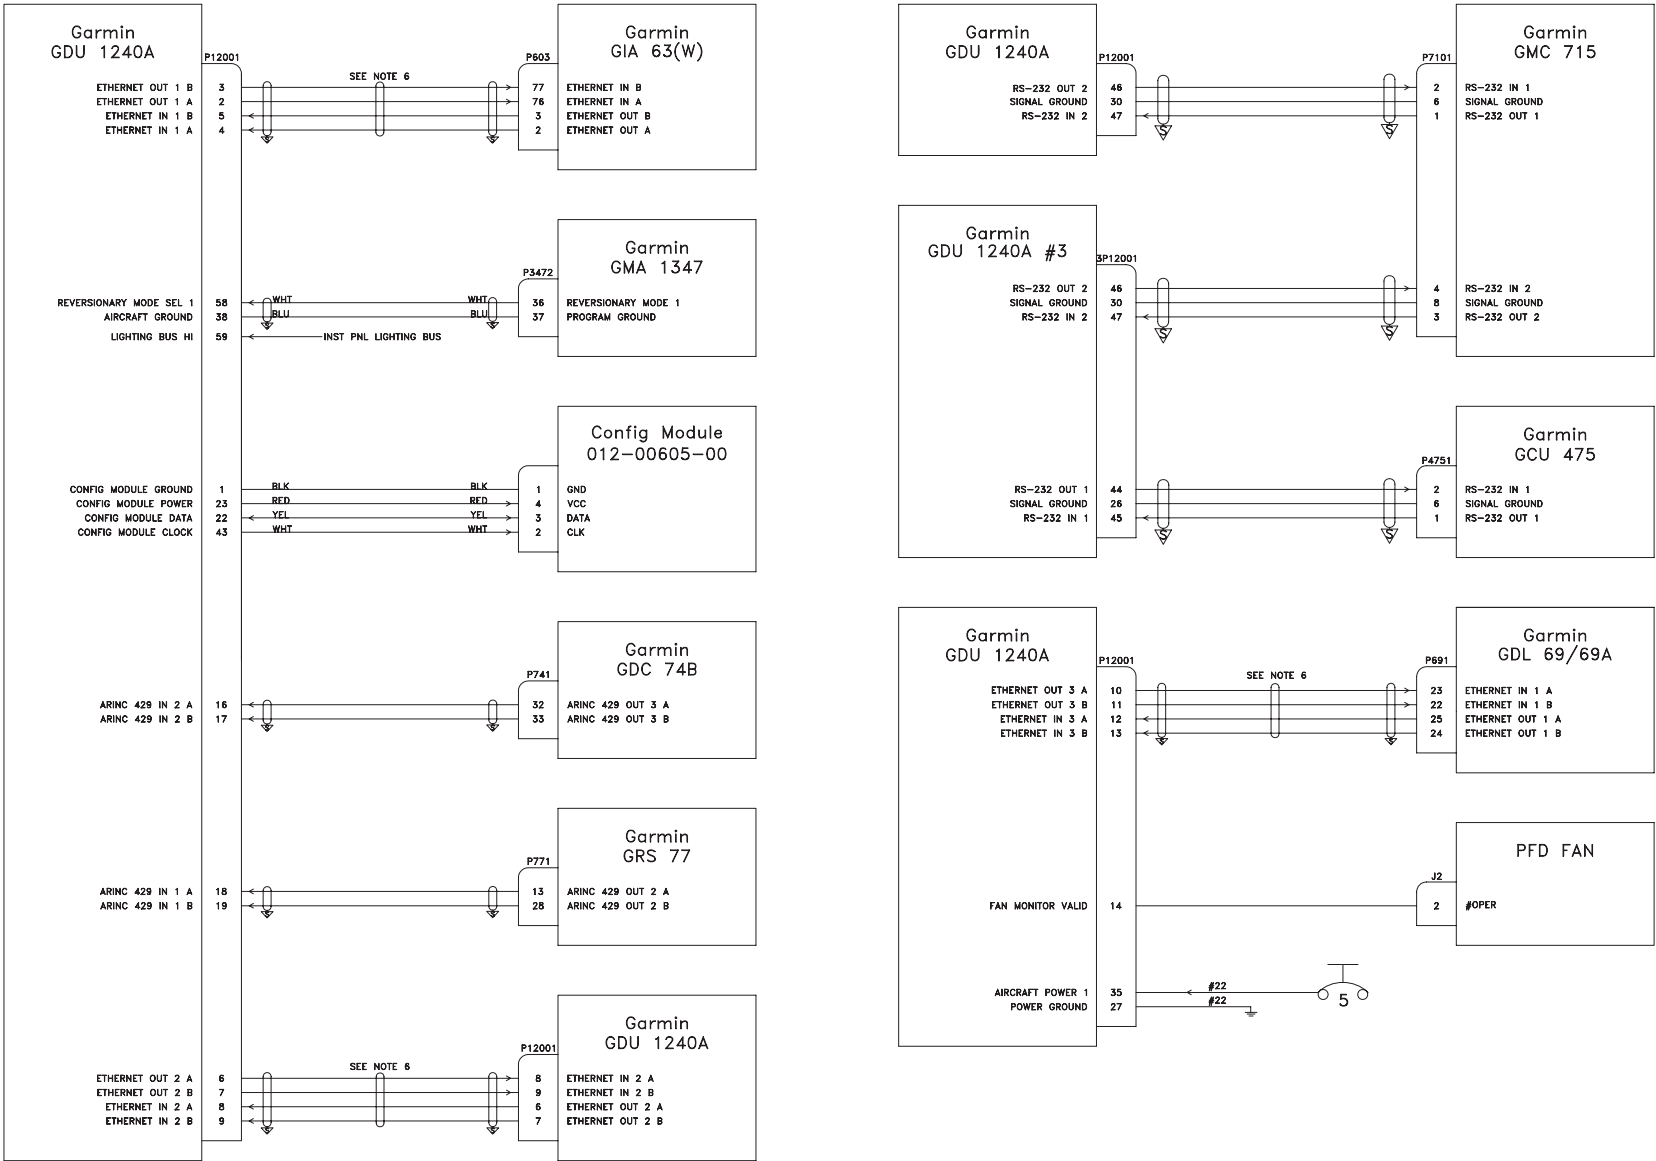 Garmin
GDU 1240A
P12001
ETHERNET OUT 1 B 3
ETHERNET OUT 1 A 2
ETHERNET IN 1 B 5
ETHERNET IN 1 A 4
SEE NOTE 6
Garmin
GIA 63(W)
P603
77 ETHERNET IN B
76 ETHERNET IN A
3 ETHERNET OUT B
2 ETHERNET OUT A
REVERSIONARY MODE SEL 1 58 WHT WHT
AIRCRAFT GROUND 38 BLU BLU
LIGHTING BUS HI 59 INST PNL LIGHTING BUS
Garmin
GMA 1347
P3472
36 REVERSIONARY MODE 1
37 PROGRAM GROUND
CONFIG MODULE GROUND 1 BLK BLK
CONFIG MODULE POWER 23 RED RED
CONFIG MODULE DATA 22 YEL YEL
CONFIG MODULE CLOCK 43 WHT WHT
Config Module
012-00605-00
1 GND
4 VCC
3 DATA
2 CLK
ARINC 429 IN 2 A 16
ARINC 429 IN 2 B 17
Garmin
GDC 74B
P741
32 ARINC 429 OUT 3 A
33 ARINC 429 OUT 3 B
ARINC 429 IN 1 A 18
ARINC 429 IN 1 B 19
Garmin
GRS 77
P771
13 ARINC 429 OUT 2 A
28 ARINC 429 OUT 2 B
ETHERNET OUT 2 A 6
ETHERNET OUT 2 B 7
ETHERNET IN 2 A 8
ETHERNET IN 2 B 9
SEE NOTE 6
Garmin
GDU 1240A
P12001
8 ETHERNET IN 2 A
9 ETHERNET IN 2 B
6 ETHERNET OUT 2 A
7 ETHERNET OUT 2 B
Garmin
GDU 1240A
P12001
RS-232 OUT 2 46
SIGNAL GROUND 30
RS-232 IN 2 47
S S
Garmin
GMC 715
P7101
2 RS-232 IN 1
6 SIGNAL GROUND
1 RS-232 OUT 1
Garmin
GDU 1240A #3
3P12001
RS-232 OUT 2 46
SIGNAL GROUND 30
RS-232 IN 2 47
S S
4 RS-232 IN 2
8 SIGNAL GROUND
3 RS-232 OUT 2
RS-232 OUT 1 44
SIGNAL GROUND 26
RS-232 IN 1 45
S S
Garmin
GCU 475
P4751
2 RS-232 IN 1
6 SIGNAL GROUND
1 RS-232 OUT 1
Garmin
GDU 1240A
P12001
ETHERNET OUT 3 A 10
ETHERNET OUT 3 B 11
ETHERNET IN 3 A 12
ETHERNET IN 3 B 13
SEE NOTE 6
Garmin
GDL 69/69A
P691
23 ETHERNET IN 1 A
22 ETHERNET IN 1 B
25 ETHERNET OUT 1 A
24 ETHERNET OUT 1 B
FAN MONITOR VALID 14
PFD FAN
J2
2 #OPER
AIRCRAFT POWER 1 35 #22
POWER GROUND 27 #22
5